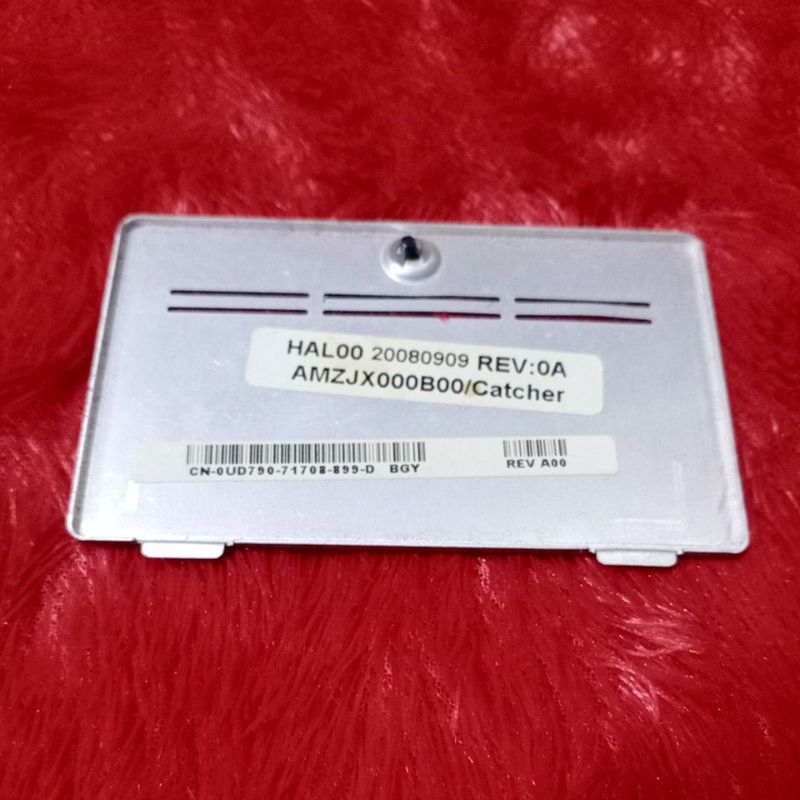 HAL00 20080909 REV:0A
AMZJX000B00/Catcher
CN-0UD790-71708-899-D BGY REV A00